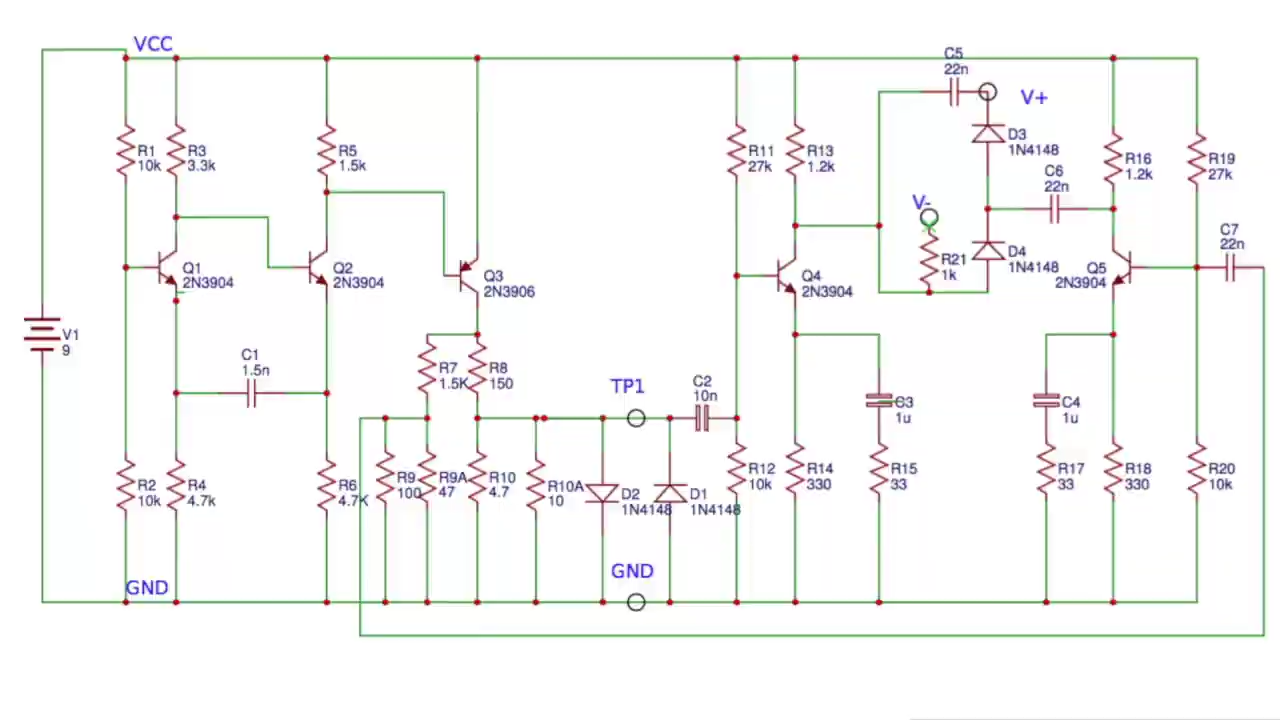 VCC
C5
22n
V+
R1
10k
R3
3.3k
R5
1.5k
R11
27k
R13
1.2k
D3
1N4148
R16
1.2k
R19
27k
C6
22n
V-
C7
22n
Q1
2N3904
Q2
2N3904
Q3
2N3906
Q4
2N3904
R21
1k
D4
1N4148
Q5
2N3904
V1
9
C1
1.5n
R7
1.5K
R8
150
TP1
C2
10n
C3
1u
C4
1u
R2
10k
R4
4.7k
R6
4.7K
R9
100
R9A
47
R10
4.7
R10A
10
D2
1N4148
D1
1N4148
R12
10k
R14
330
R15
33
R17
33
R18
330
R20
10k
GND
GND